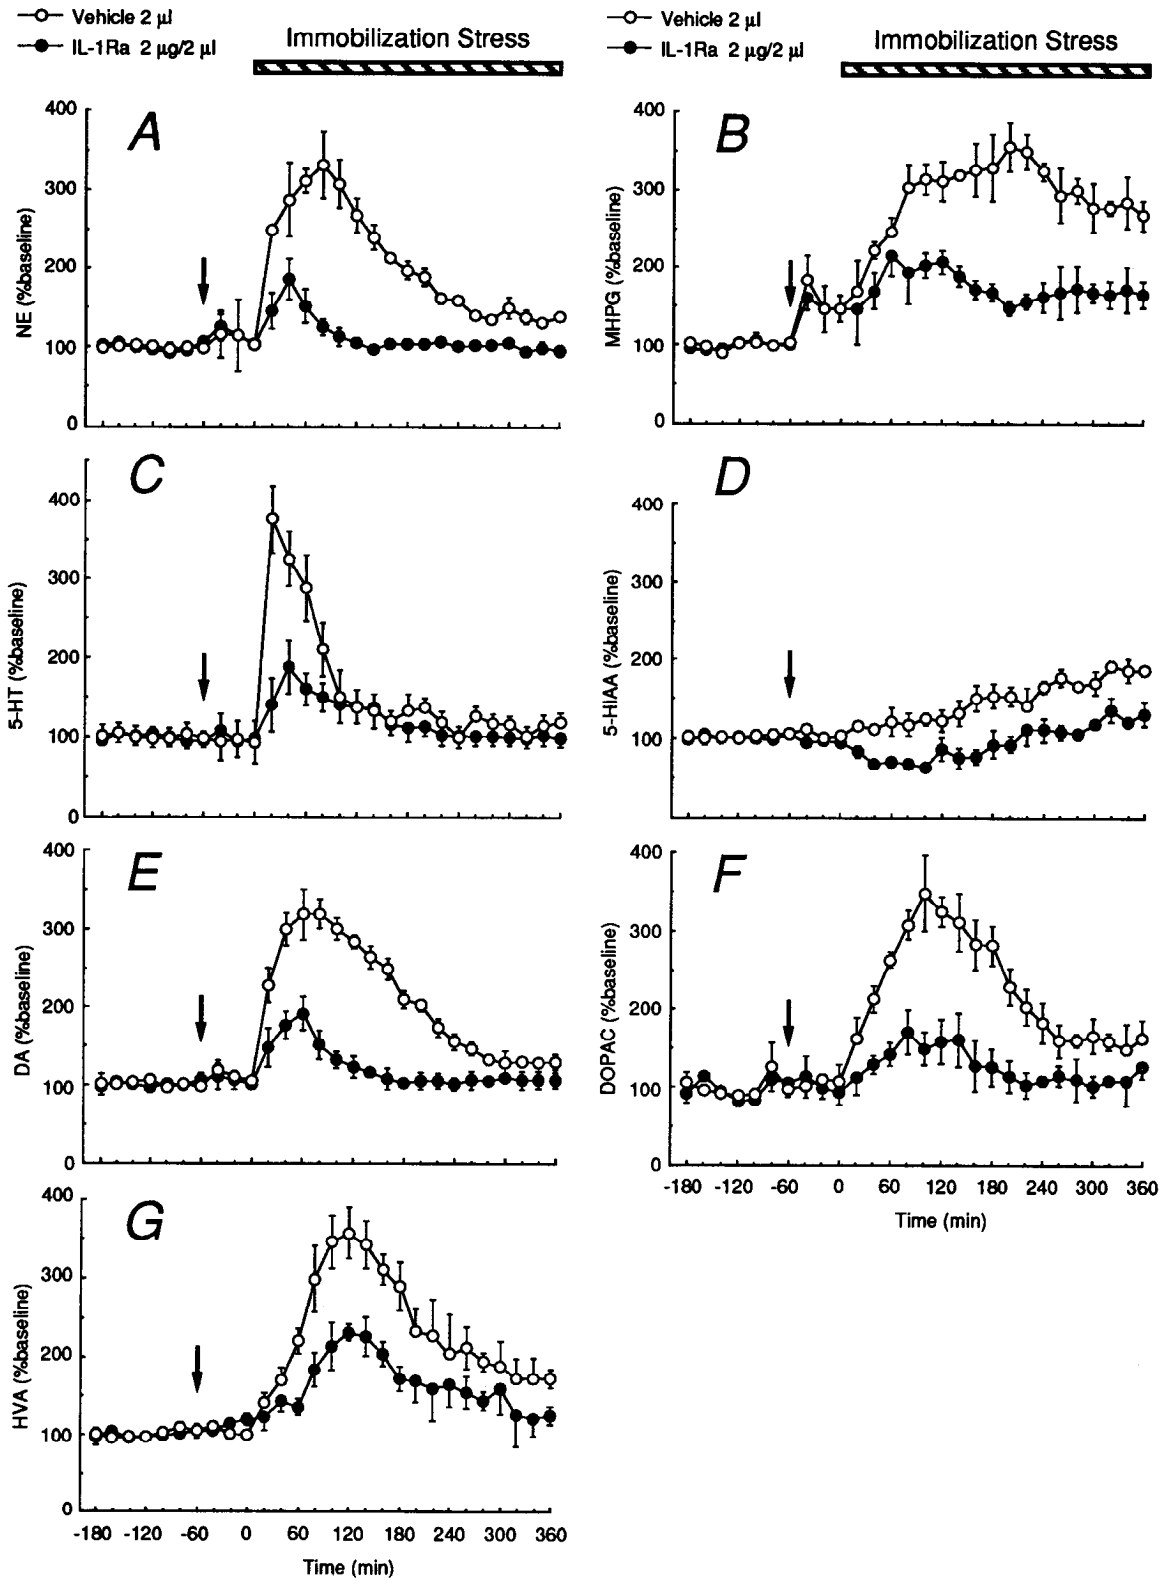 Vehicle 2 μl
IL-1Ra 2 μg/2 μl
Immobilization Stress
Vehicle 2 μl
IL-1Ra 2 μg/2 μl
Immobilization Stress
A
NE (%baseline)
400
300
200
100
0
B
MHPG (%baseline)
400
300
200
100
0
C
5-HT (%baseline)
400
300
200
100
0
D
5-HIAA (%baseline)
400
300
200
100
0
E
DA (%baseline)
400
300
200
100
0
F
DOPAC (%baseline)
400
300
200
100
0
-180 -120 -60 0 60 120 180 240 300 360
Time (min)
G
HVA (%baseline)
400
300
200
100
0
-180 -120 -60 0 60 120 180 240 300 360
Time (min)